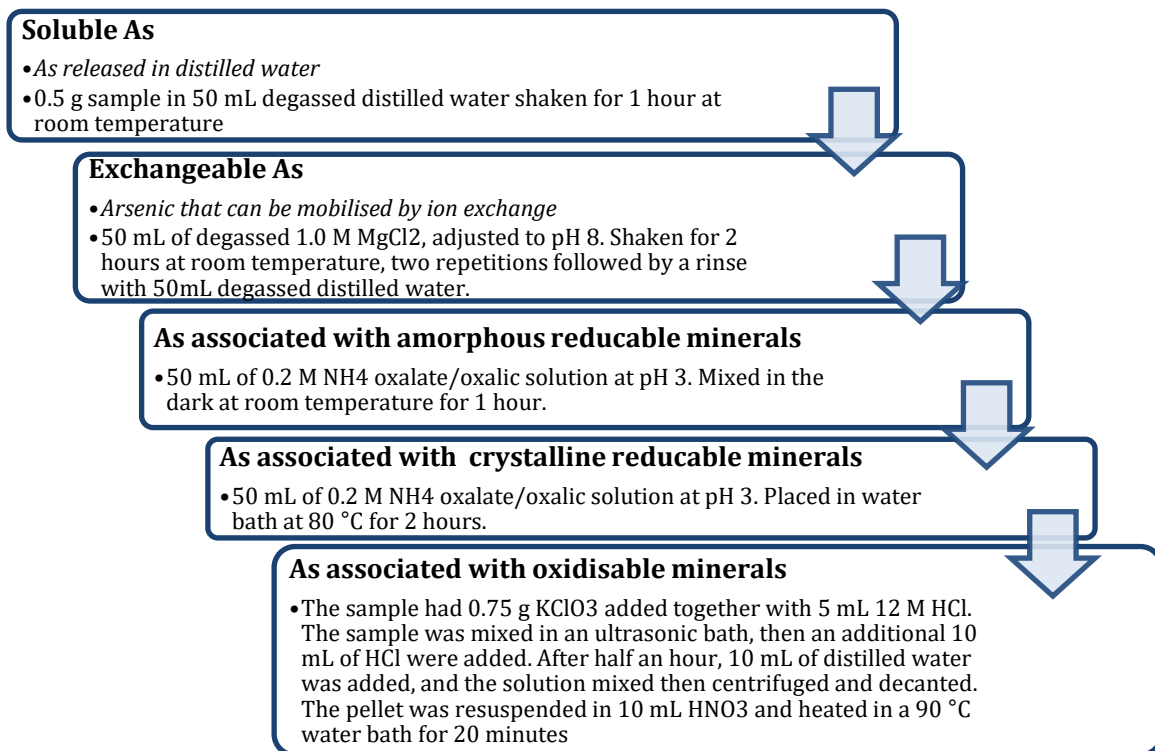 Soluble As
•As released in distilled water
•0.5 g sample in 50 mL degassed distilled water shaken for 1 hour at
room temperature
Exchangeable As
•Arsenic that can be mobilised by ion exchange
•50 mL of degassed 1.0 M MgCl2, adjusted to pH 8. Shaken for 2
hours at room temperature, two repetitions followed by a rinse
with 50mL degassed distilled water.
As associated with amorphous reducable minerals
•50 mL of 0.2 M NH4 oxalate/oxalic solution at pH 3. Mixed in the
dark at room temperature for 1 hour.
As associated with  crystalline reducable minerals
•50 mL of 0.2 M NH4 oxalate/oxalic solution at pH 3. Placed in water
bath at 80 °C for 2 hours.
As associated with oxidisable minerals
•The sample had 0.75 g KClO3 added together with 5 mL 12 M HCl.
The sample was mixed in an ultrasonic bath, then an additional 10
mL of HCl were added. After half an hour, 10 mL of distilled water
was added, and the solution mixed then centrifuged and decanted.
The pellet was resuspended in 10 mL HNO3 and heated in a 90 °C
water bath for 20 minutes